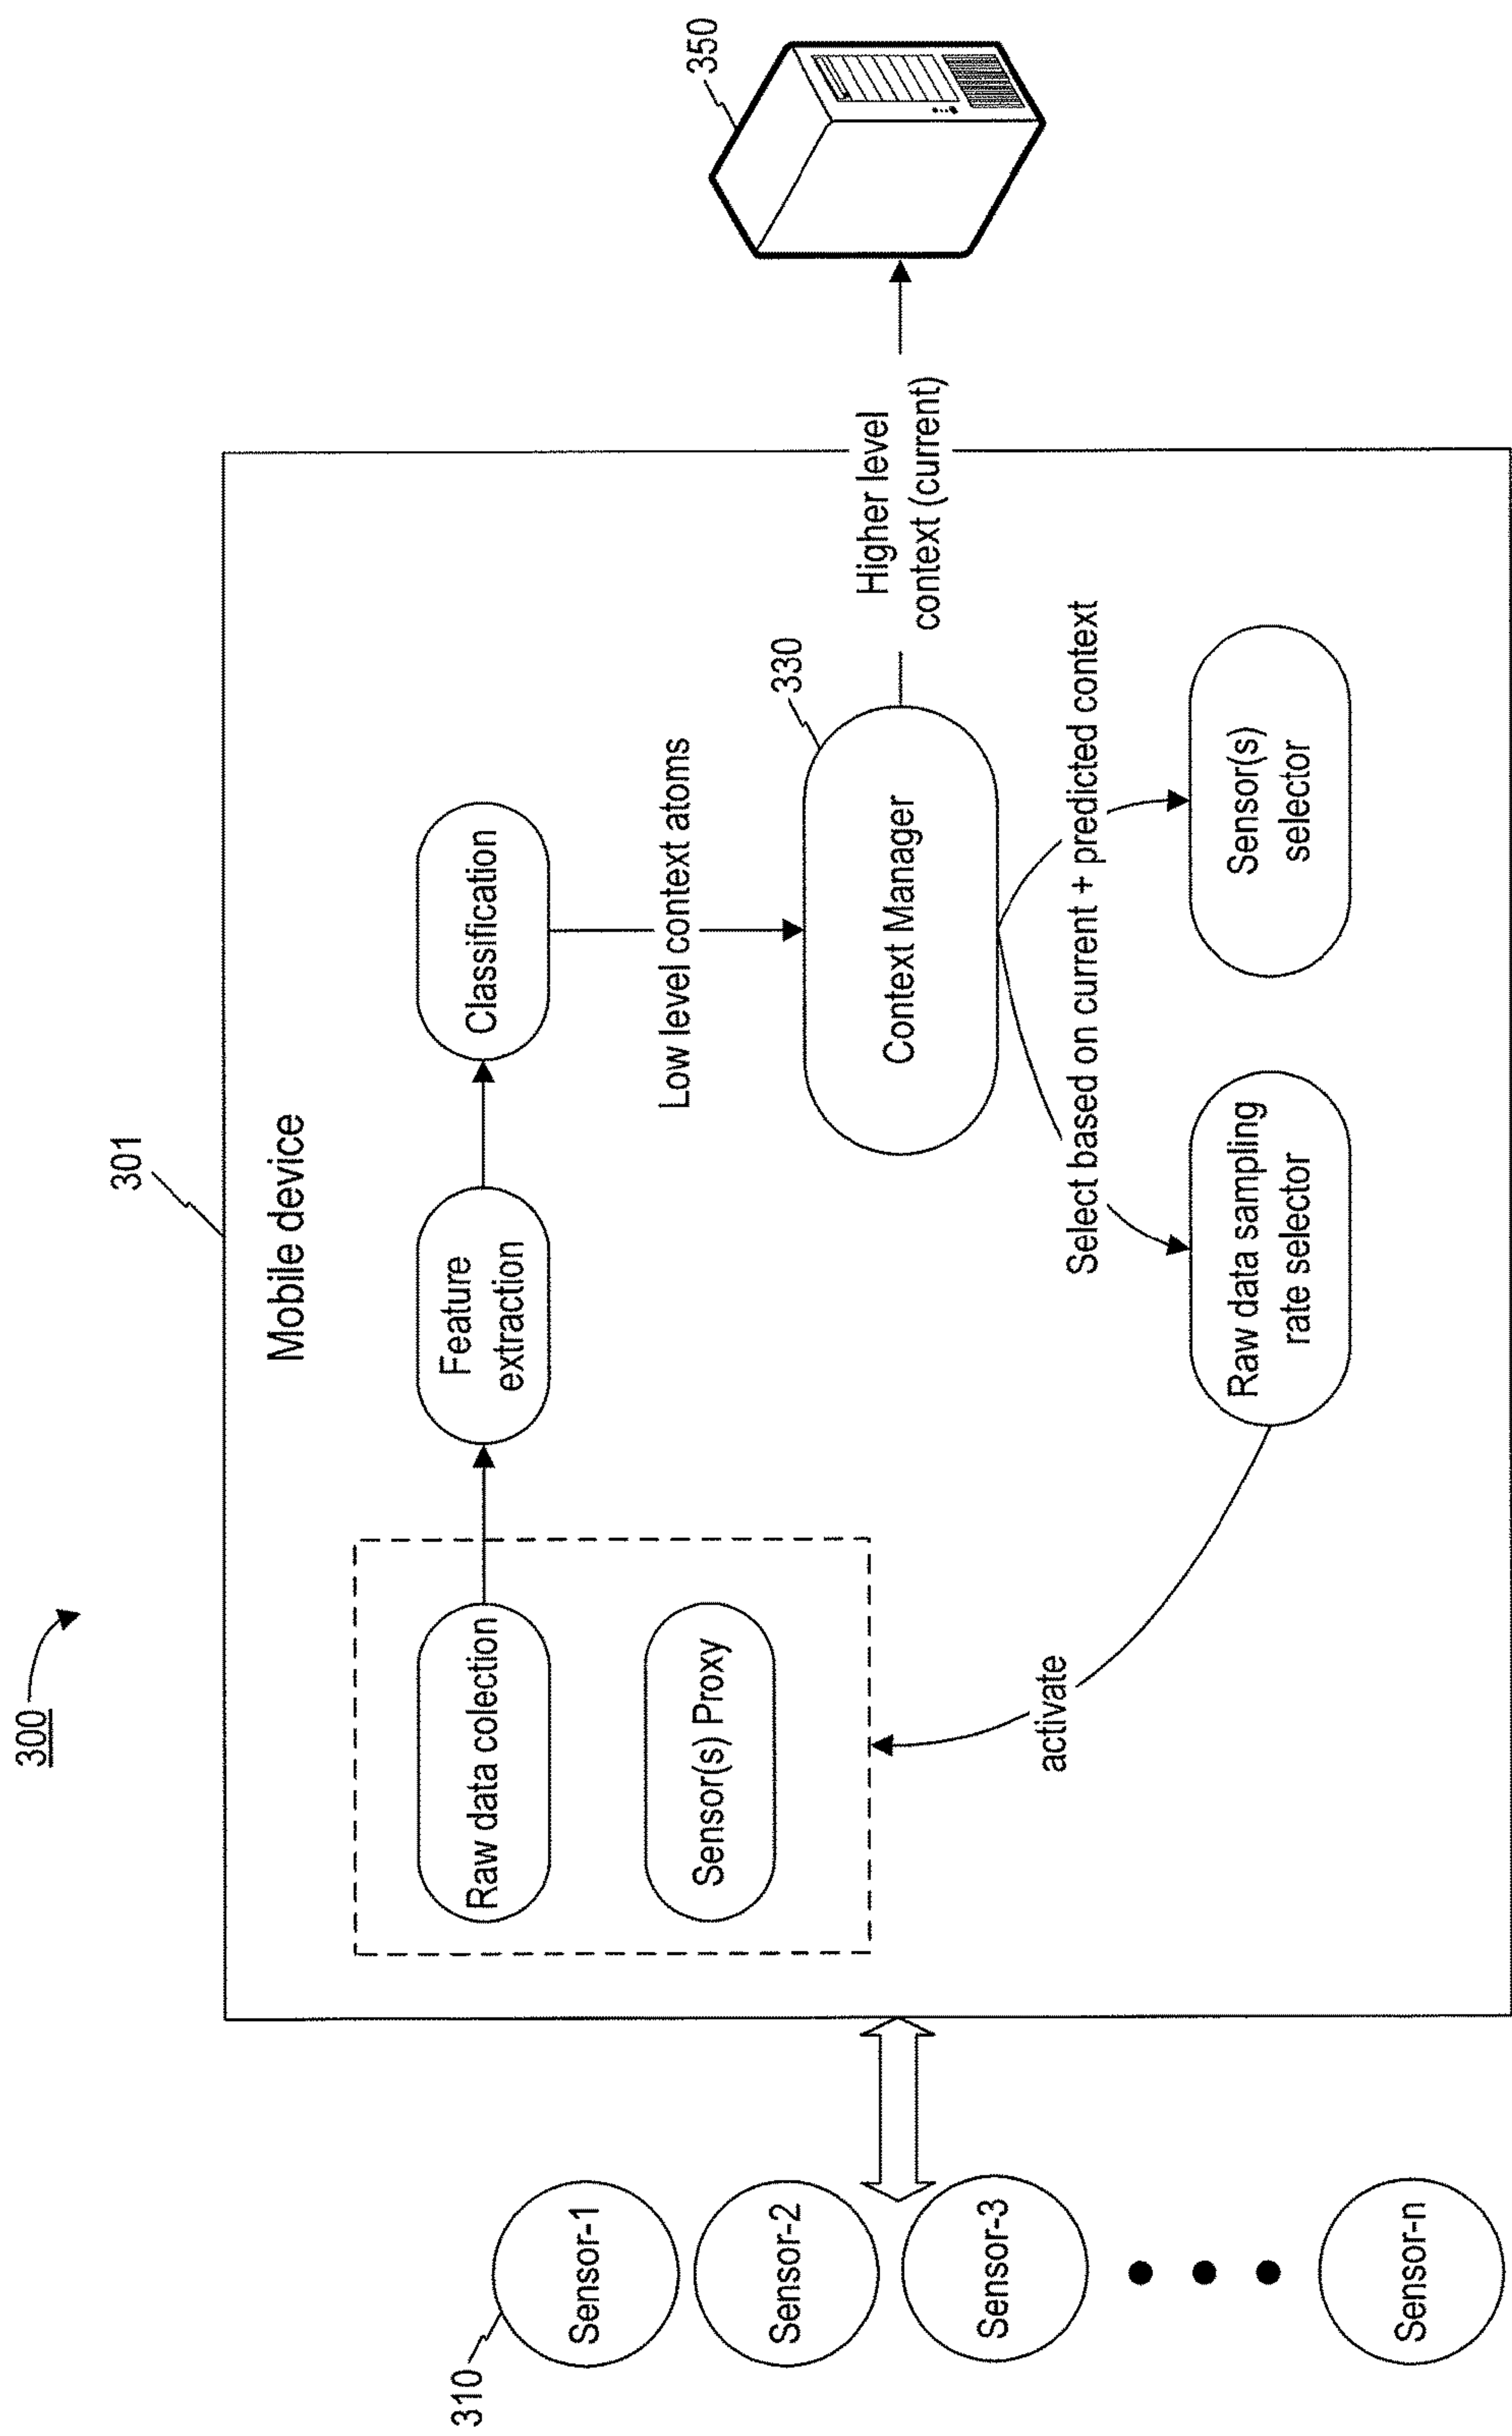 300
301
Mobile device
310
Sensor-1
Sensor-2
Sensor-3
Sensor-n
Raw data colection
Sensor(s) Proxy
Feature
extraction
Classification
Low level context atoms
330
Context Manager
Higher level
context (current)
350
Select based on current + predicted context
Raw data sampling
rate selector
Sensor(s)
selector
activate